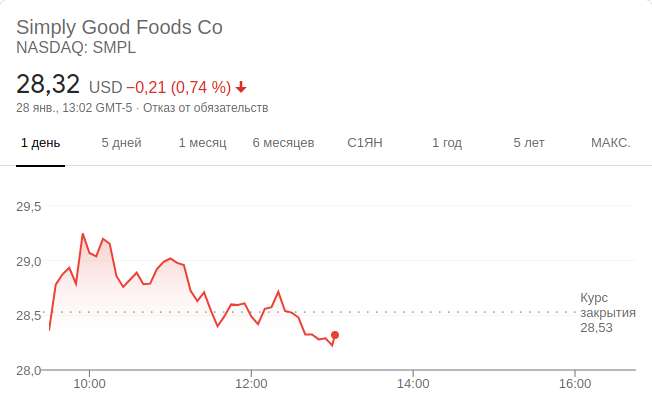 Simply Good Foods Co
NASDAQ: SMPL
28,32 USD −0,21 (0,74 %)
28 янв., 13:02 GMT-5 · Отказ от обязательств
1 день 5 дней 1 месяц 6 месяцев С1ЯН 1 год 5 лет МАКС.
29,5
29,0
28,5
28,0
Курс
закрытия
28,53
10:00 12:00 14:00 16:00